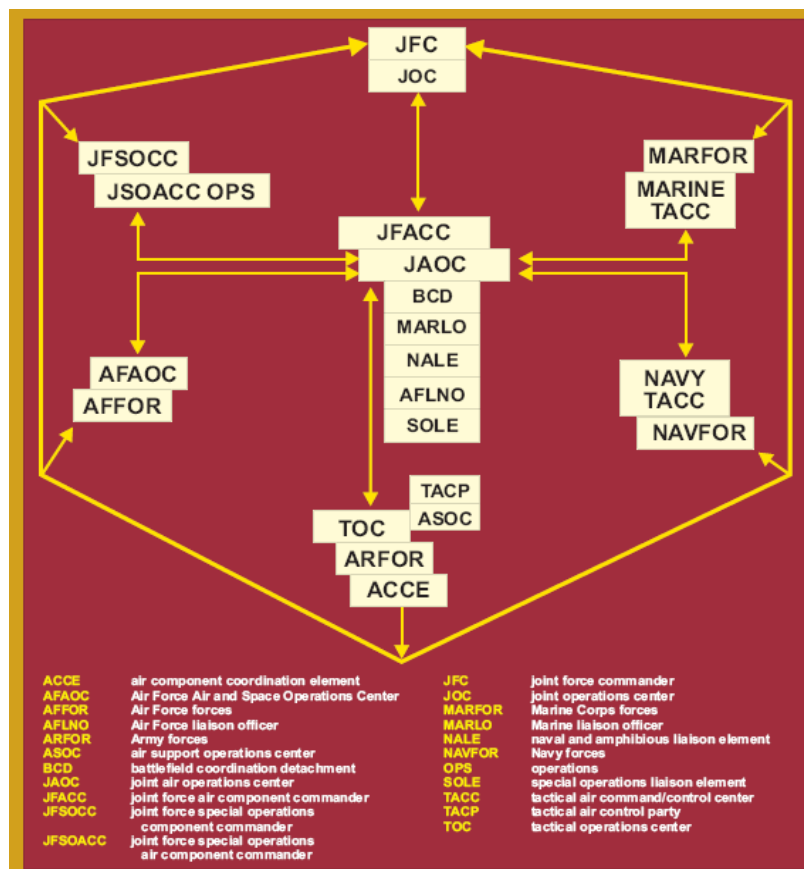 JFC
JOC
JFSOCC
JSOACC OPS
MARFOR
MARINE
TACC
JFACC
JAOC
BCD
MARLO
NALE
AFLNO
SOLE
AFAOC
AFFOR
NAVY
TACC
NAVFOR
TACP
ASOC
TOC
ARFOR
ACCE
ACCE air component coordination element
AFAOC Air Force Air and Space Operations Center
AFFOR Air Force forces
AFLNO Air Force liaison officer
ARFOR Army forces
ASOC air support operations center
BCD battlefield coordination detachment
JAOC joint air operations center
JFACC joint force air component commander
JFSOCC joint force special operations
component commander
JFSOACC joint force special operations
air component commander
JFC joint force commander
JOC joint operations center
MARFOR Marine Corps forces
MARLO Marine liaison officer
NALE naval and amphibious liaison element
NAVFOR Navy forces
OPS operations
SOLE special operations liaison element
TACC tactical air command/control center
TACP tactical air control party
TOC tactical operations center